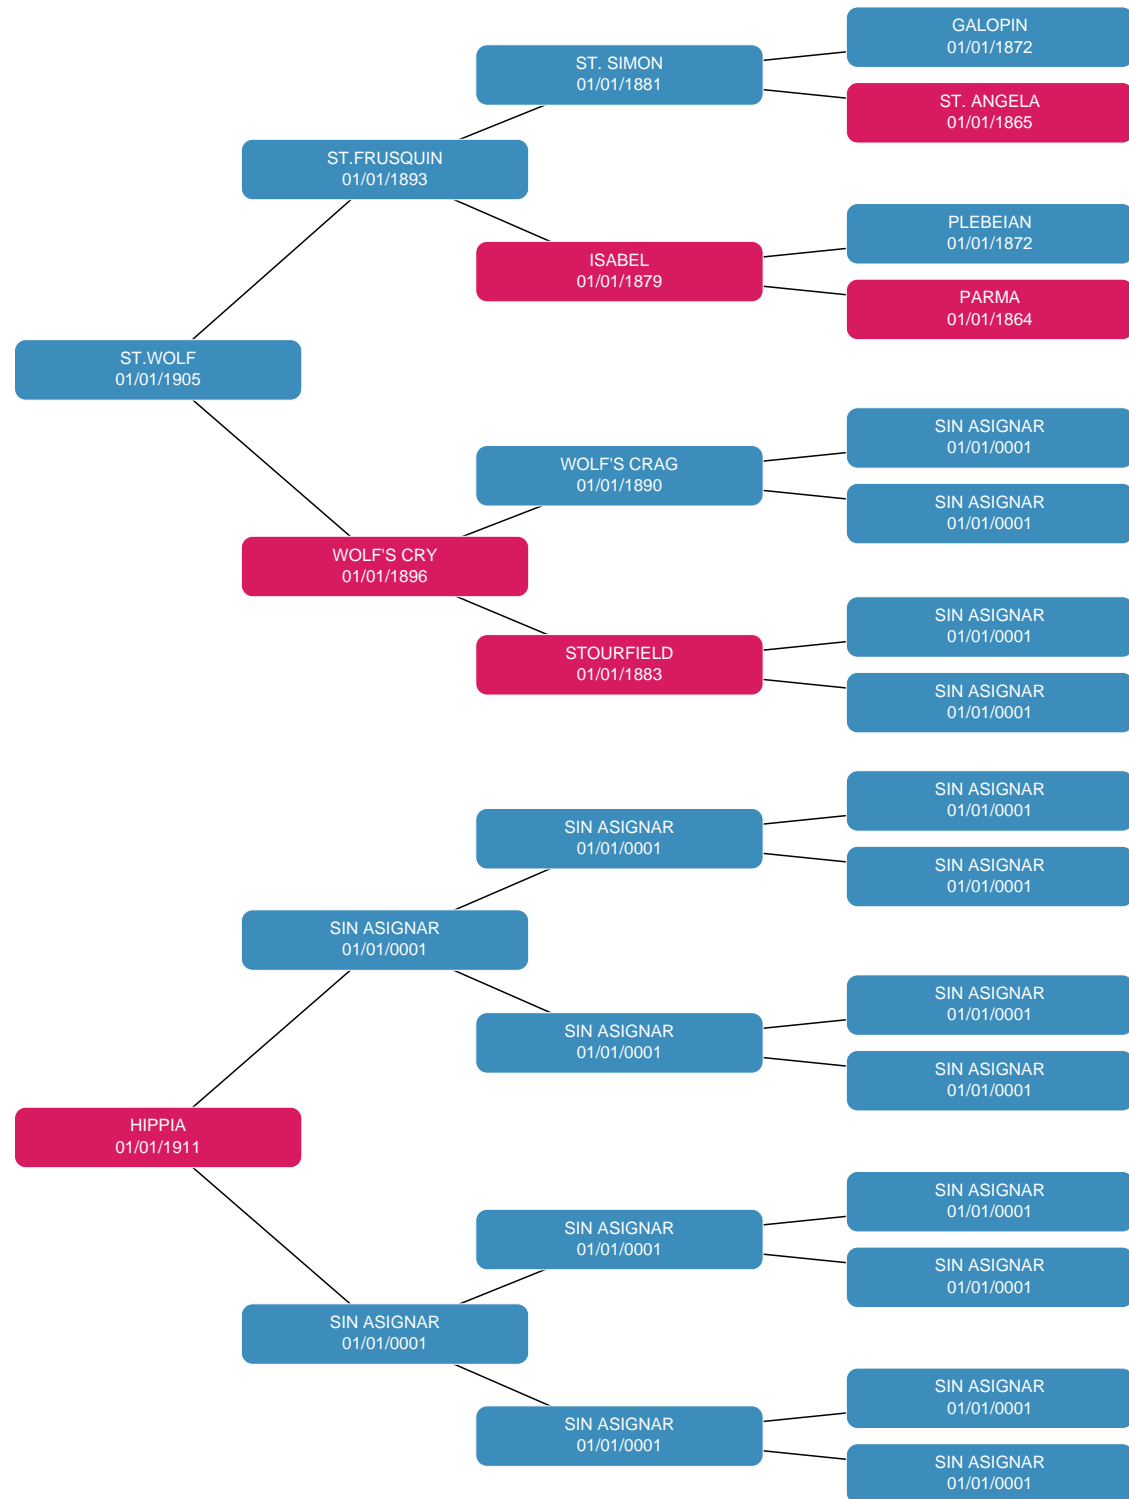 GALOPIN
01/01/1872
ST. SIMON
01/01/1881
ST. ANGELA
01/01/1865
ST.FRUSQUIN
01/01/1893
PLEBEIAN
01/01/1872
ISABEL
01/01/1879
PARMA
01/01/1864
ST.WOLF
01/01/1905
SIN ASIGNAR
01/01/0001
WOLF'S CRAG
01/01/1890
SIN ASIGNAR
01/01/0001
WOLF'S CRY
01/01/1896
SIN ASIGNAR
01/01/0001
STOURFIELD
01/01/1883
SIN ASIGNAR
01/01/0001
SIN ASIGNAR
01/01/0001
SIN ASIGNAR
01/01/0001
SIN ASIGNAR
01/01/0001
SIN ASIGNAR
01/01/0001
SIN ASIGNAR
01/01/0001
SIN ASIGNAR
01/01/0001
SIN ASIGNAR
01/01/0001
HIPPIA
01/01/1911
SIN ASIGNAR
01/01/0001
SIN ASIGNAR
01/01/0001
SIN ASIGNAR
01/01/0001
SIN ASIGNAR
01/01/0001
SIN ASIGNAR
01/01/0001
SIN ASIGNAR
01/01/0001
SIN ASIGNAR
01/01/0001